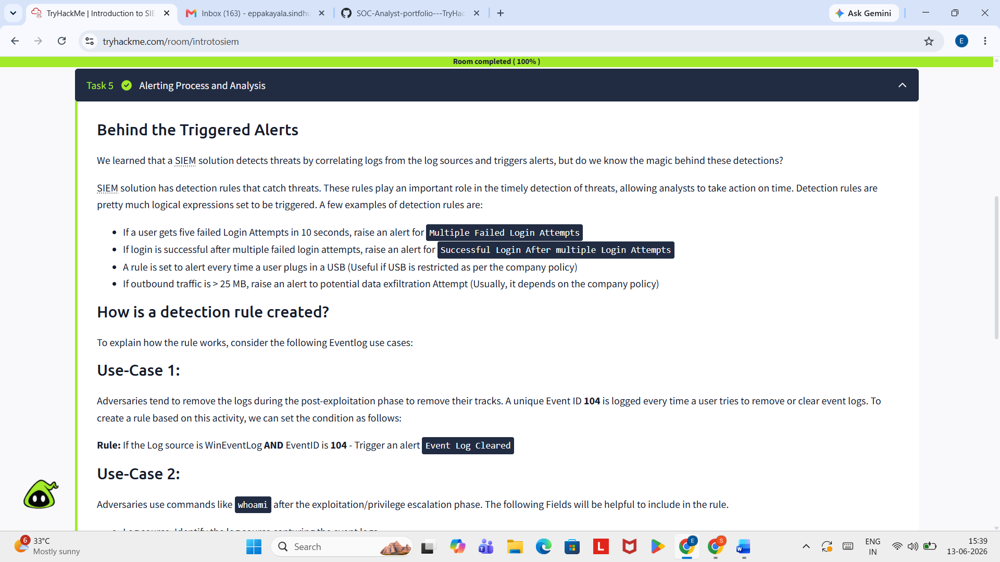 TryHackMe | Introduction to SIE
Inbox (163) - eppakayala.sindhu
SOC-Analyst-portfolio---TryHac
Ask Gemini
tryhackme.com/room/introtosiem
E
Room completed ( 100% )
Task 5 Alerting Process and Analysis
Behind the Triggered Alerts
We learned that a SIEM solution detects threats by correlating logs from the log sources and triggers alerts, but do we know the magic behind these detections?
SIEM solution has detection rules that catch threats. These rules play an important role in the timely detection of threats, allowing analysts to take action on time. Detection rules are
pretty much logical expressions set to be triggered. A few examples of detection rules are:
• If a user gets five failed Login Attempts in 10 seconds, raise an alert for Multiple Failed Login Attempts
• If login is successful after multiple failed login attempts, raise an alert for Successful Login After multiple Login Attempts
• A rule is set to alert every time a user plugs in a USB (Useful if USB is restricted as per the company policy)
• If outbound traffic is > 25 MB, raise an alert to potential data exfiltration Attempt (Usually, it depends on the company policy)
How is a detection rule created?
To explain how the rule works, consider the following Eventlog use cases:
Use-Case 1:
Adversaries tend to remove the logs during the post-exploitation phase to remove their tracks. A unique Event ID 104 is logged every time a user tries to remove or clear event logs. To
create a rule based on this activity, we can set the condition as follows:
Rule: If the Log source is WinEventLog AND EventID is 104 - Trigger an alert Event Log Cleared
Use-Case 2:
Adversaries use commands like whoami after the exploitation/privilege escalation phase. The following Fields will be helpful to include in the rule.
• Log source: Identify the log source capturing the event logs
6
33°C
Mostly sunny
Search
L
E
S
W
ENG
IN
15:39
13-06-2026